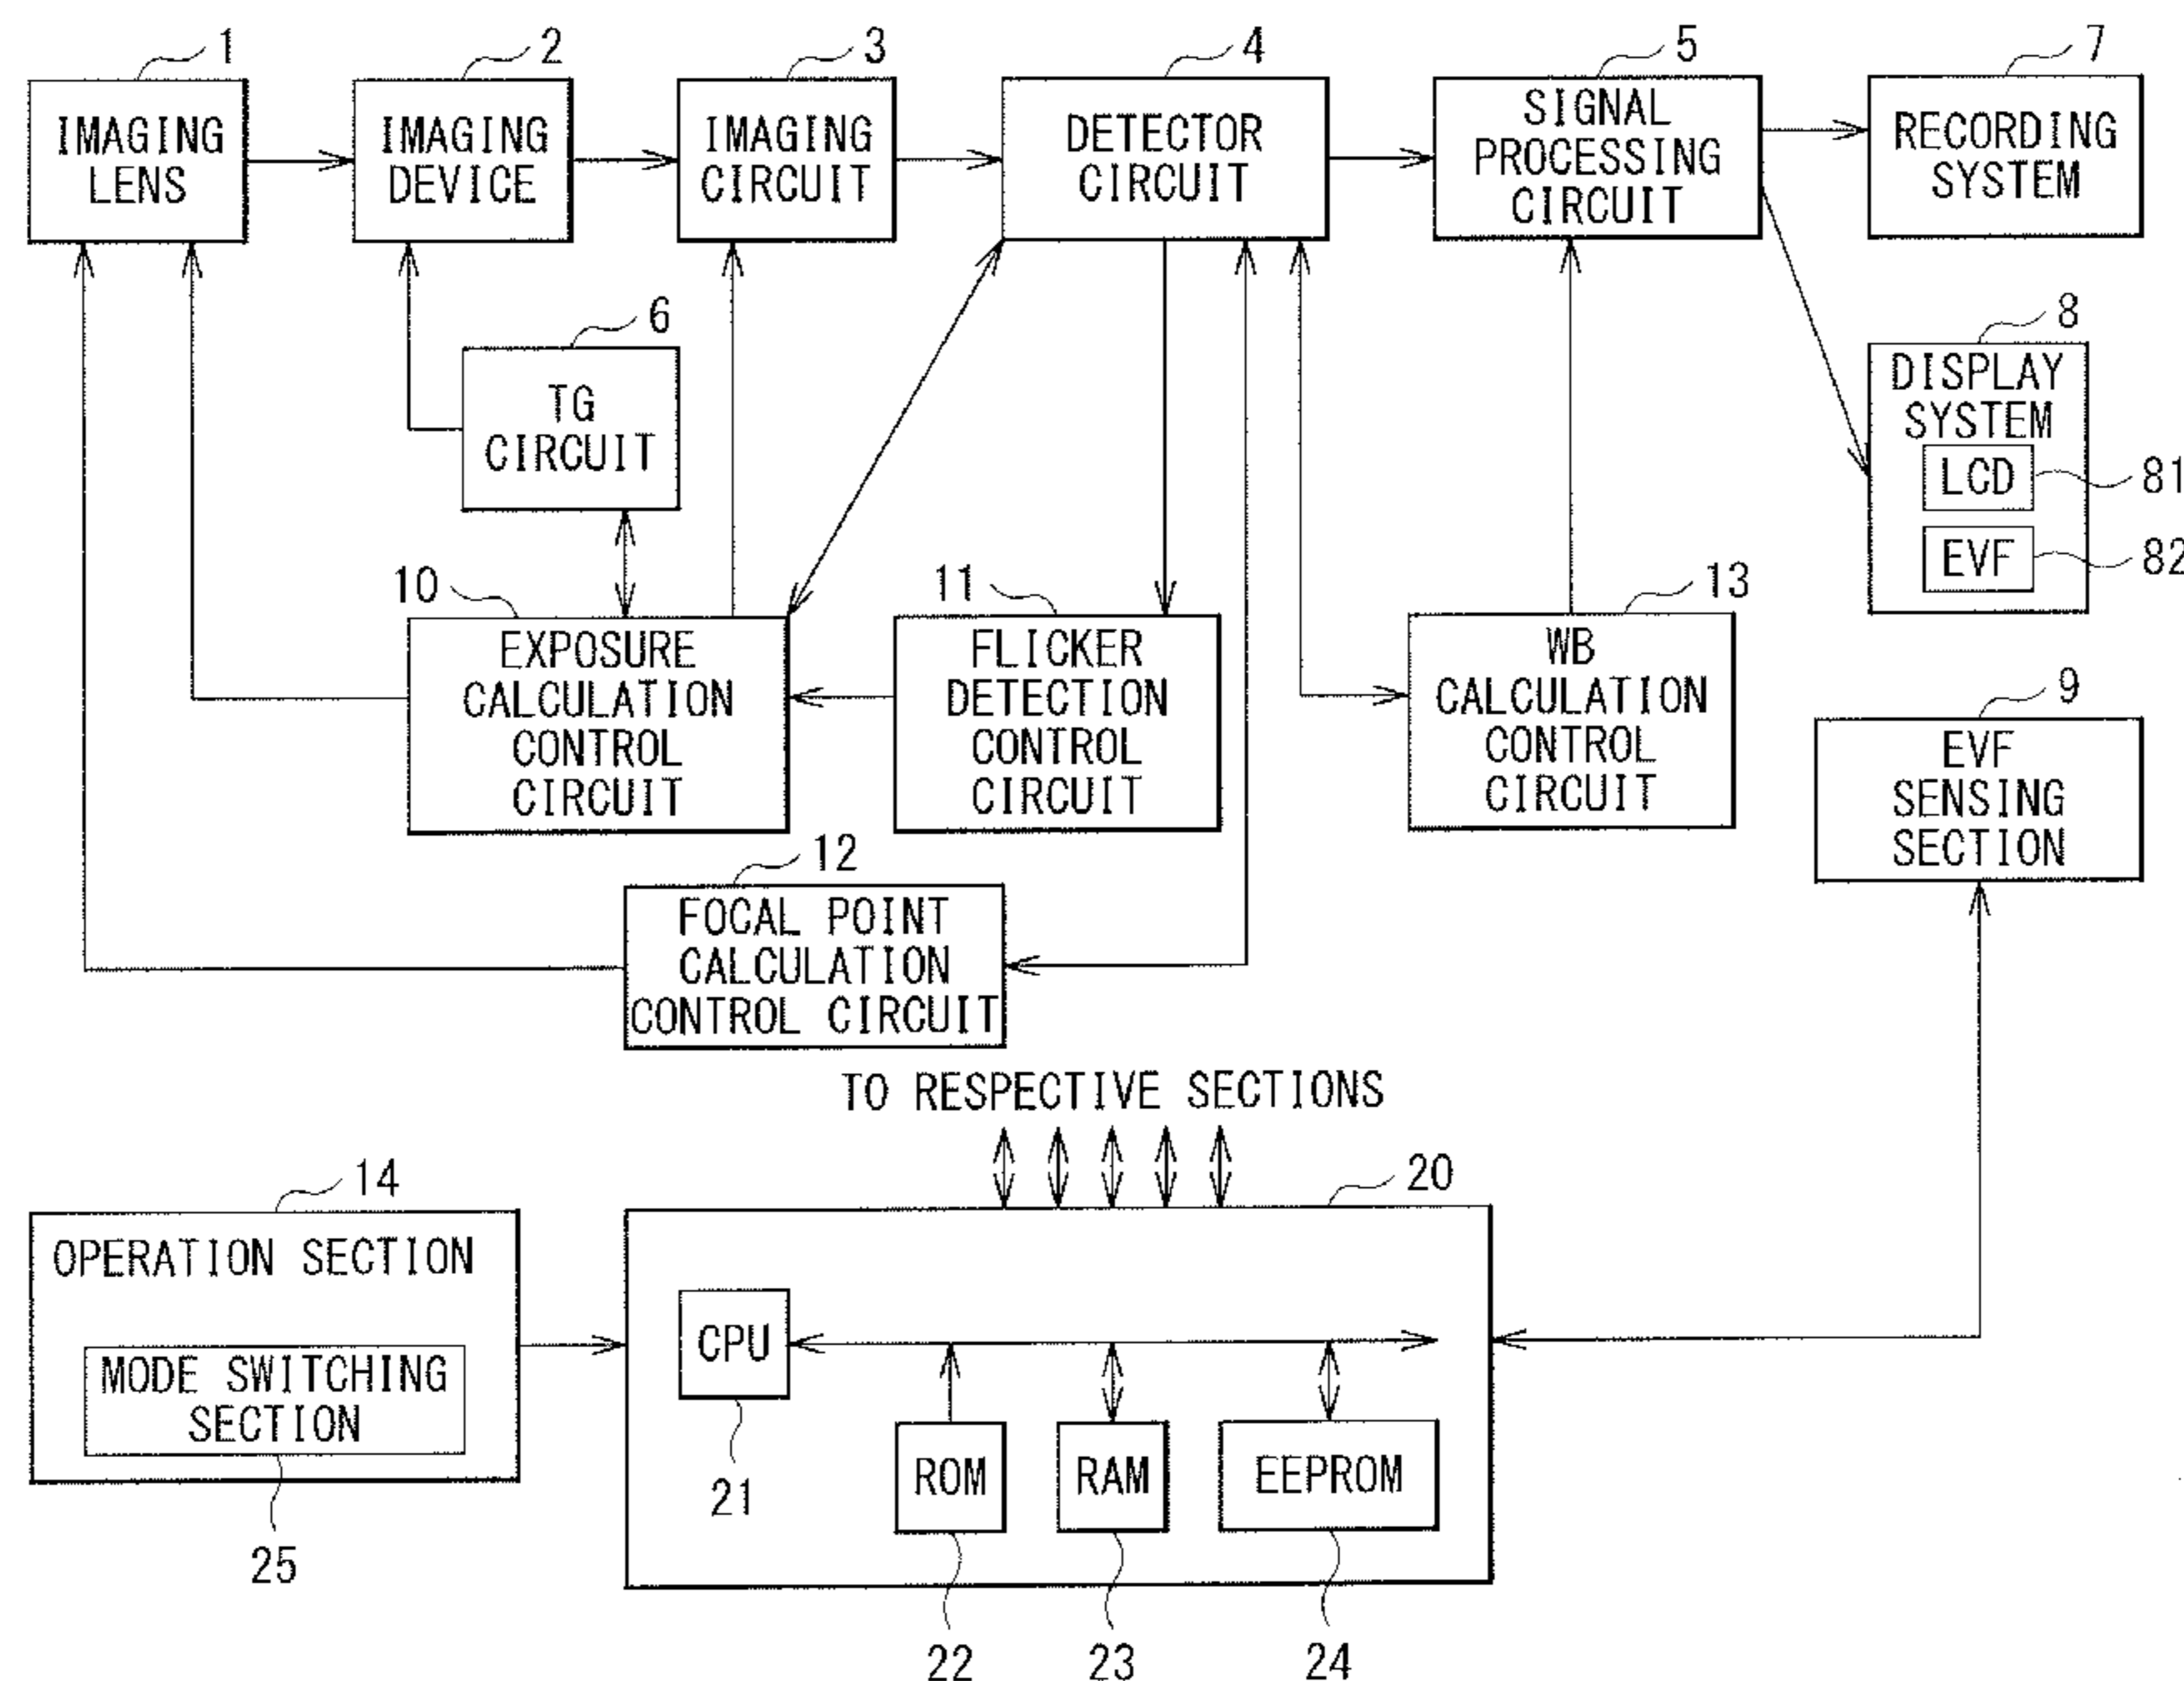 1
2
3
4
5
7
IMAGING
LENS
IMAGING
DEVICE
IMAGING
CIRCUIT
DETECTOR
CIRCUIT
SIGNAL
PROCESSING
CIRCUIT
RECORDING
SYSTEM
6
TG
CIRCUIT
8
DISPLAY
SYSTEM
LCD
81
EVF
82
10
EXPOSURE
CALCULATION
CONTROL
CIRCUIT
11
FLICKER
DETECTION
CONTROL
CIRCUIT
13
WB
CALCULATION
CONTROL
CIRCUIT
9
EVF
SENSING
SECTION
12
FOCAL POINT
CALCULATION
CONTROL CIRCUIT
TO RESPECTIVE SECTIONS
14
OPERATION SECTION
MODE SWITCHING
SECTION
25
20
CPU
21
ROM
RAM
EEPROM
22
23
24